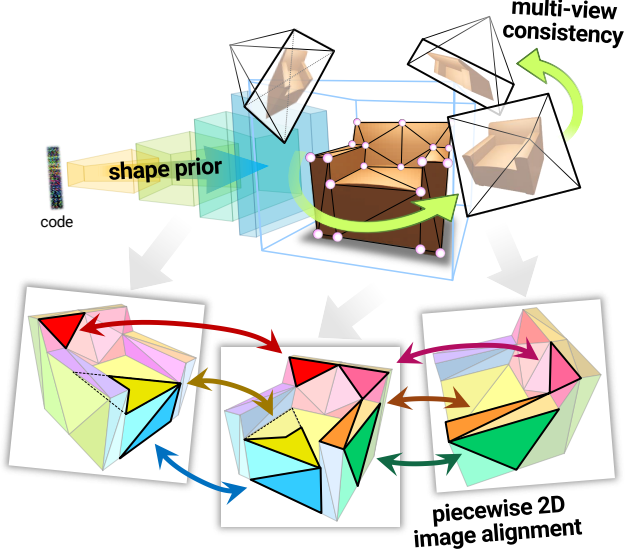 multi-view
consistency
shape prior
code
piecewise 2D
image alignment